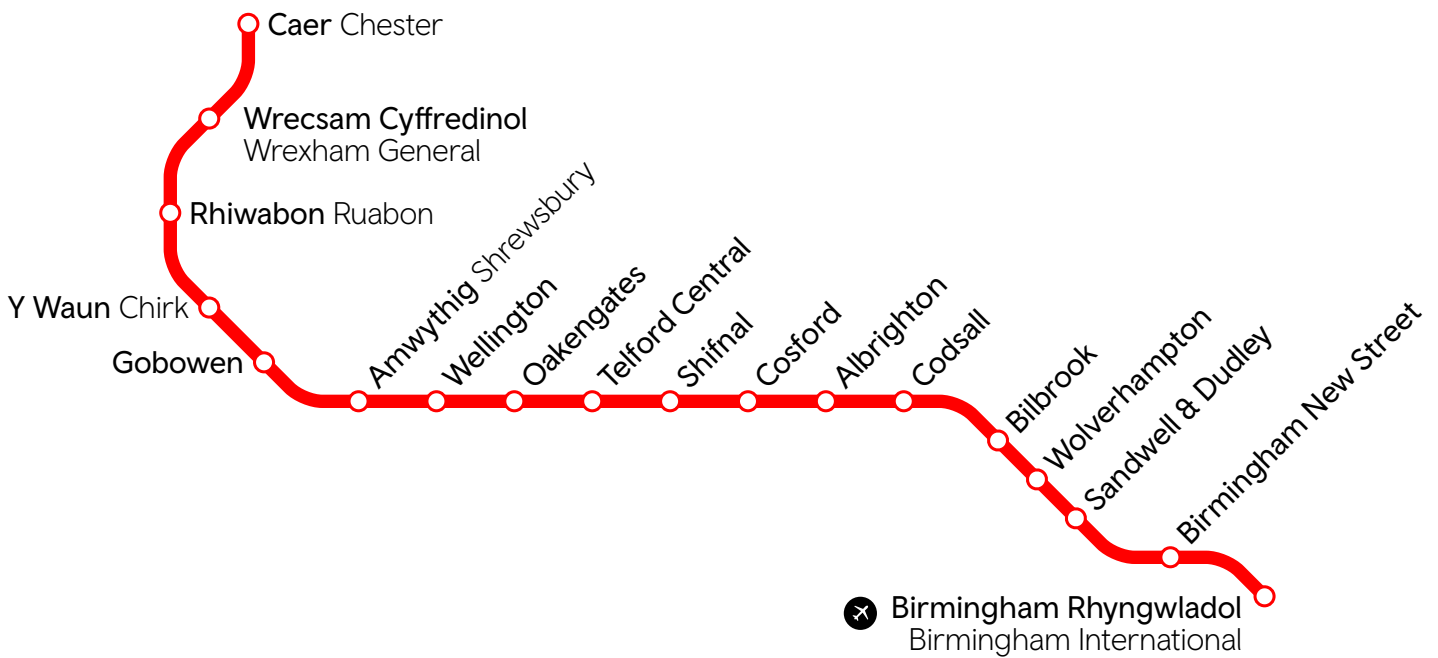 Caer Chester
Wrecsam Cyffredinol
Wrexham General
Rhiwabon Ruabon
Y Waun Chirk
Gobowen
Amwythig Shrewsbury
Wellington
Oakengates
Telford Central
Shifnal
Cosford
Albrighton
Codsall
Bilbrook
Wolverhampton
Sandwell & Dudley
Birmingham New Street
Birmingham Rhyngwladol
Birmingham International